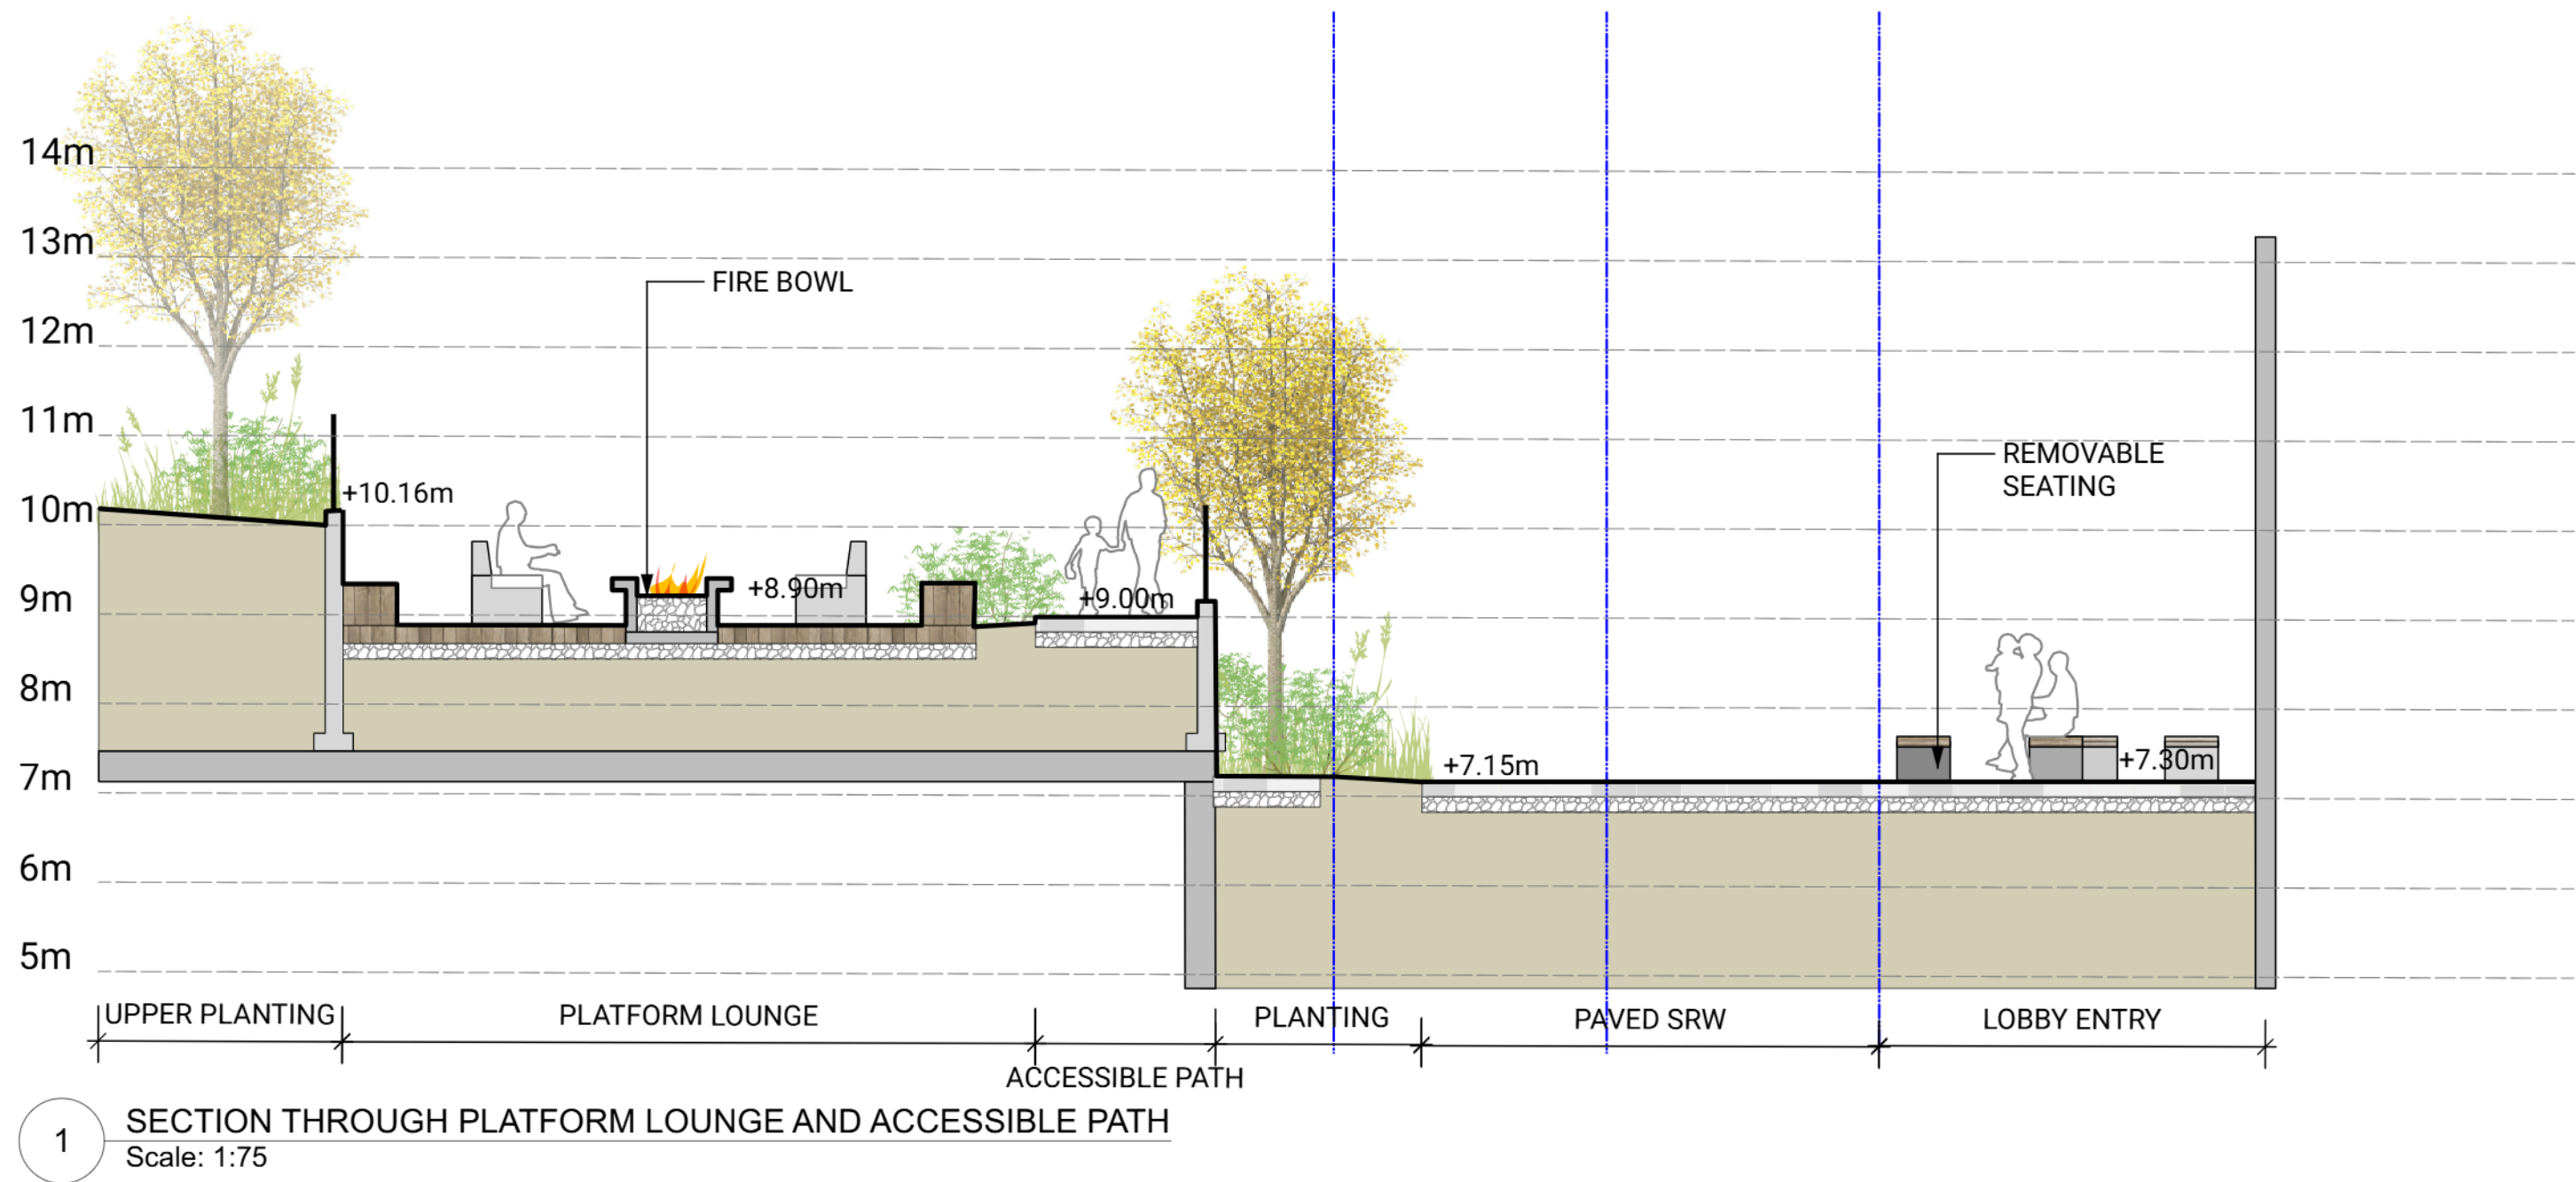 14m
13m
FIRE BOWL
12m
11m
REMOVABLE
SEATING
+10.16m
10m
+8.90m
+9.00m
9m
8m
+7.15m
+7.30m
7m
6m
5m
UPPER PLANTING
PLATFORM LOUNGE
PLANTING
PAVED SRW
LOBBY ENTRY
ACCESSIBLE PATH
1
SECTION THROUGH PLATFORM LOUNGE AND ACCESSIBLE PATH
Scale: 1:75